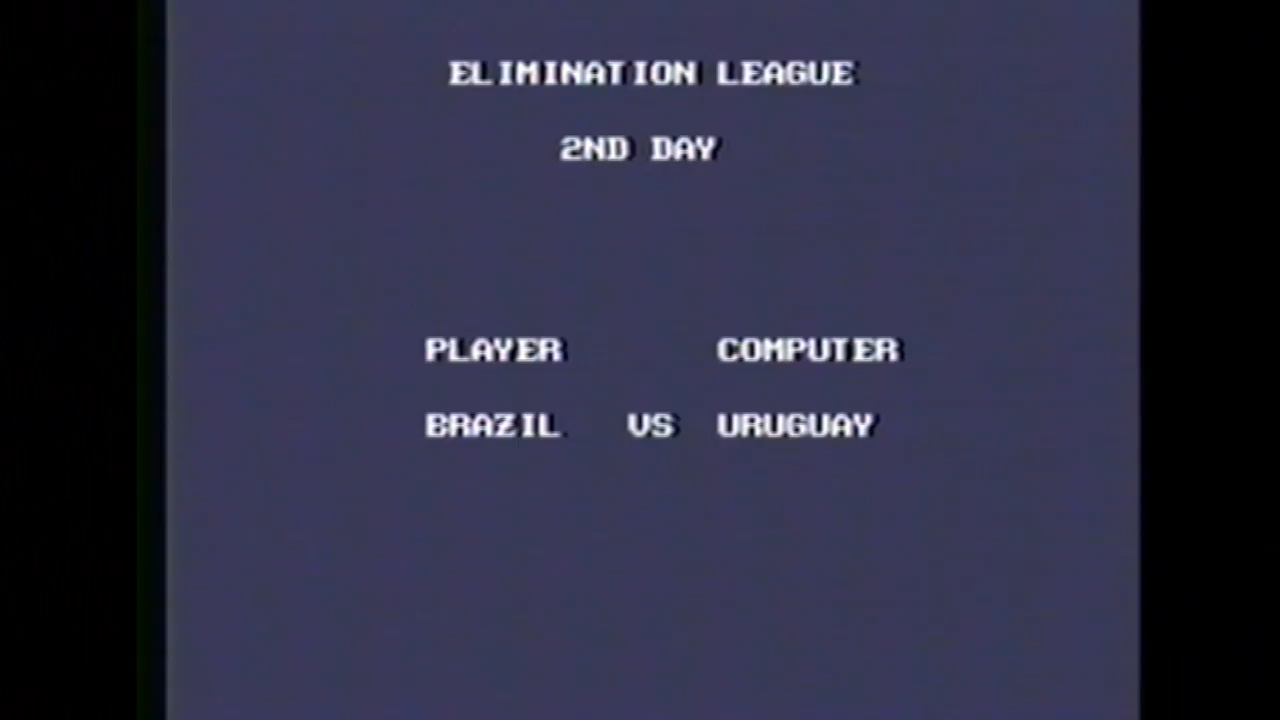 ELIMINATION LEAGUE
2ND DAY
PLAYER COMPUTER
BRAZIL VS URUGUAY